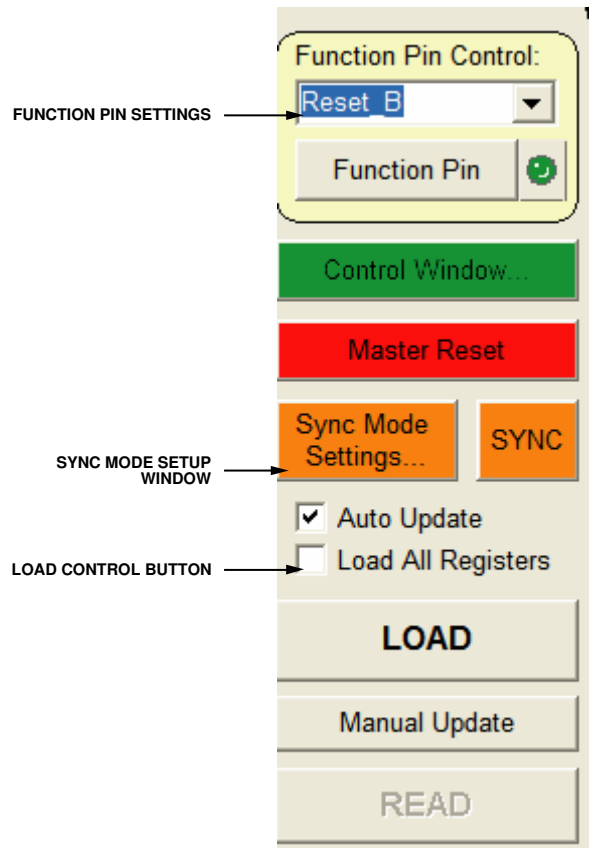 Function Pin Control:
FUNCTION PIN SETTINGS
Reset_B
Function Pin
Control Window...
Master Reset
Sync Mode
Settings...
SYNC
SYNC MODE SETUP
WINDOW
Auto Update
LOAD CONTROL BUTTON
Load All Registers
LOAD
Manual Update
READ